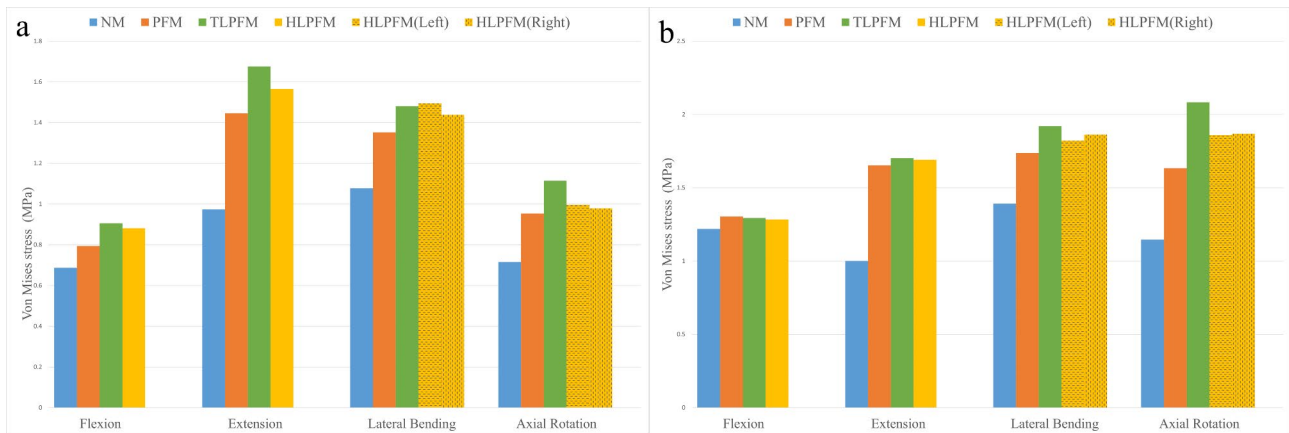 a
NM PFM TLPFM HLPFM HLPFM(Left) HLPFM(Right)
Von Mises stress (MPa)
1.8
1.6
1.4
1.2
1
0.8
0.6
0.4
0.2
0
Flexion Extension Lateral Bending Axial Rotation
b
NM PFM TLPFM HLPFM HLPFM(Left) HLPFM(Right)
Von Mises stress (MPa)
2.5
2
1.5
1
0.5
0
Flexion Extension Lateral Bending Axial Rotation